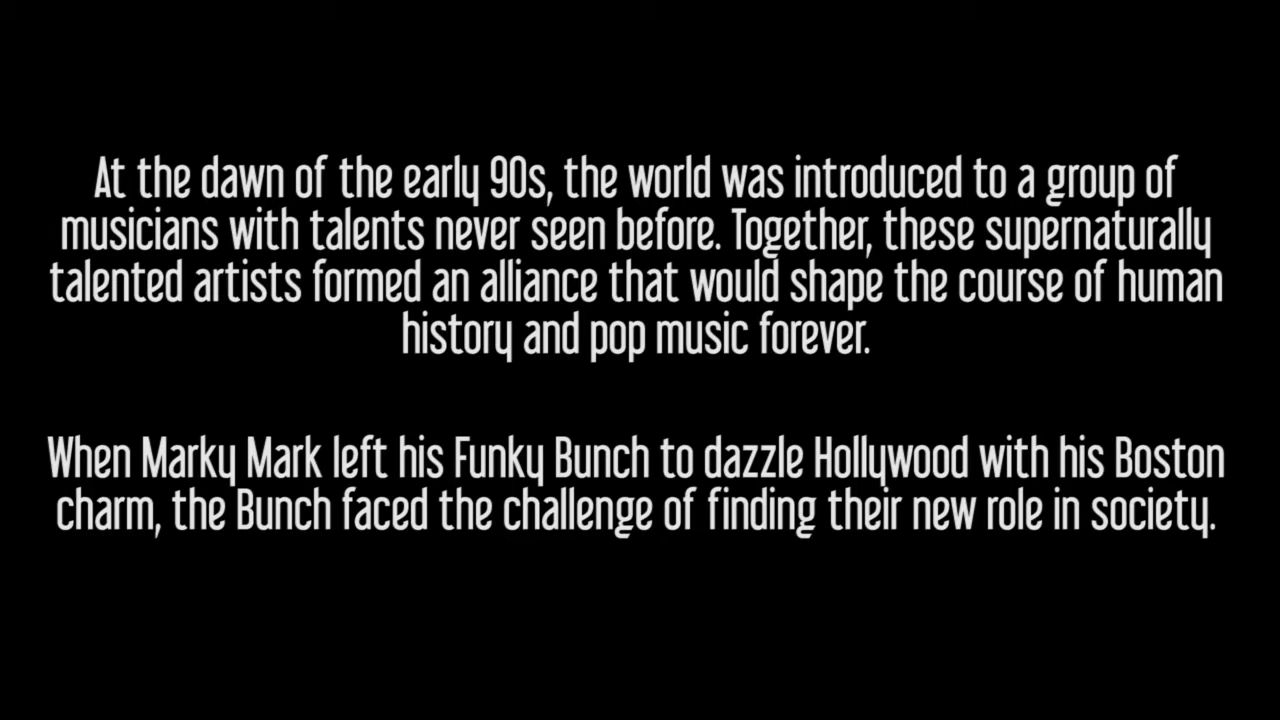 At the dawn of the early 90s, the world was introduced to a group of
musicians with talents never seen before. Together, these supernaturally
talented artists formed an alliance that would shape the course of human
history and pop music forever.
When Marky Mark left his Funky Bunch to dazzle Hollywood with his Boston
charm, the Bunch faced the challenge of finding their new role in society.